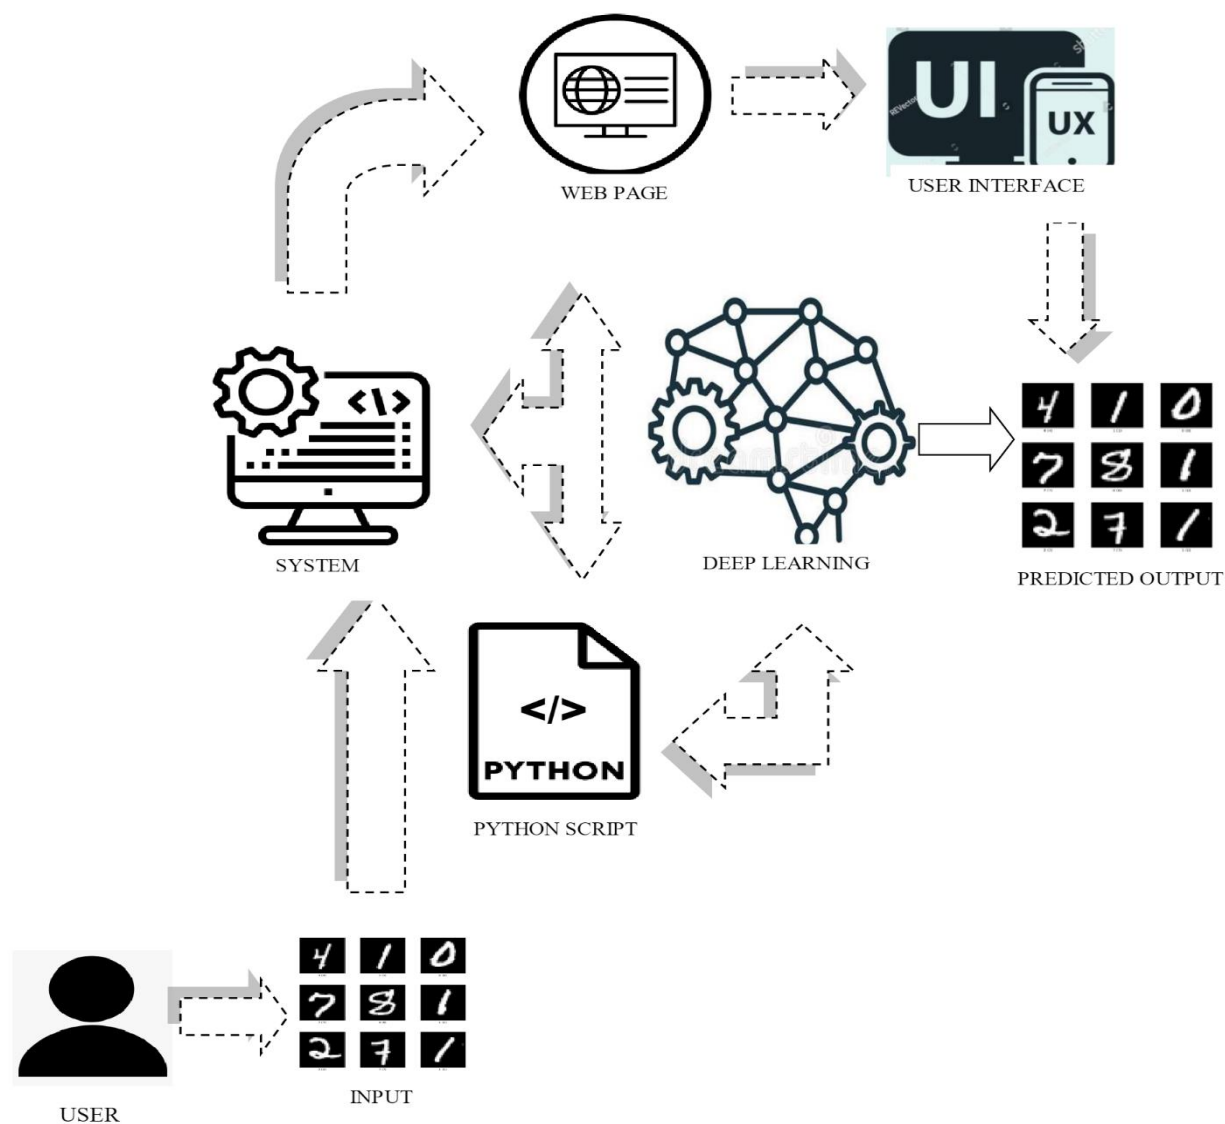 UI
UX
WEB PAGE
USER INTERFACE
<\>
SYSTEM
DEEP LEARNING
4 1 0
7 8 1
2 7 1
PREDICTED OUTPUT
</>
PYTHON
PYTHON SCRIPT
4 1 0
7 8 1
2 7 1
INPUT
USER